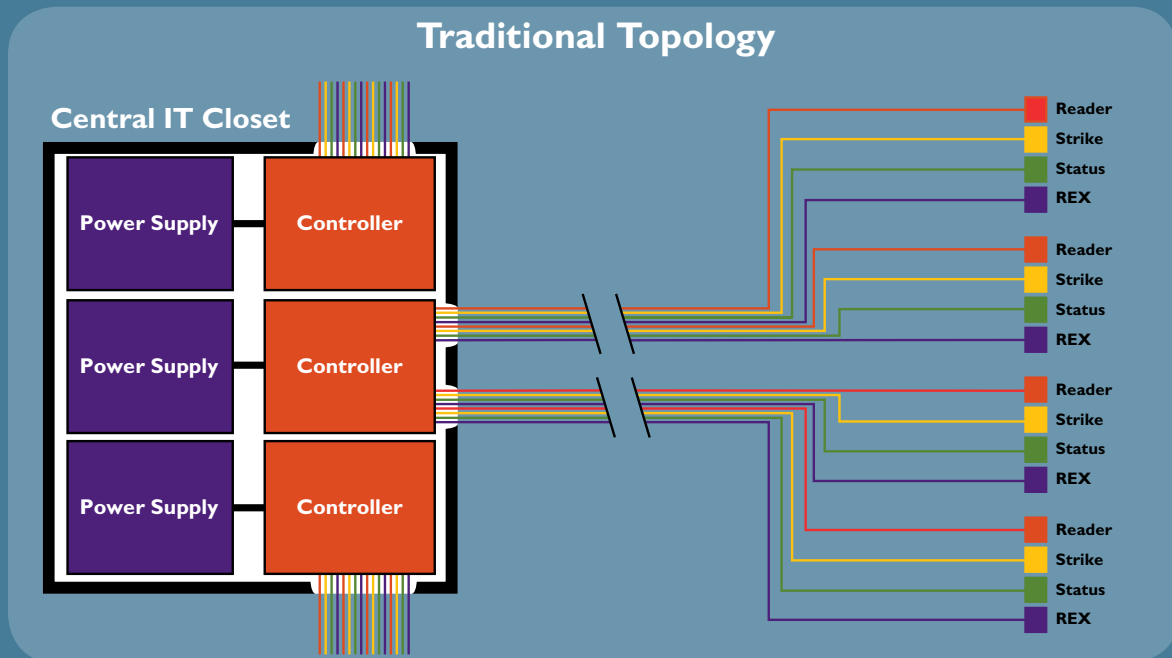 Traditional Topology
Central IT Closet
Power Supply
Controller
Power Supply
Controller
Power Supply
Controller
Reader
Strike
Status
REX
Reader
Strike
Status
REX
Reader
Strike
Status
REX
Reader
Strike
Status
REX